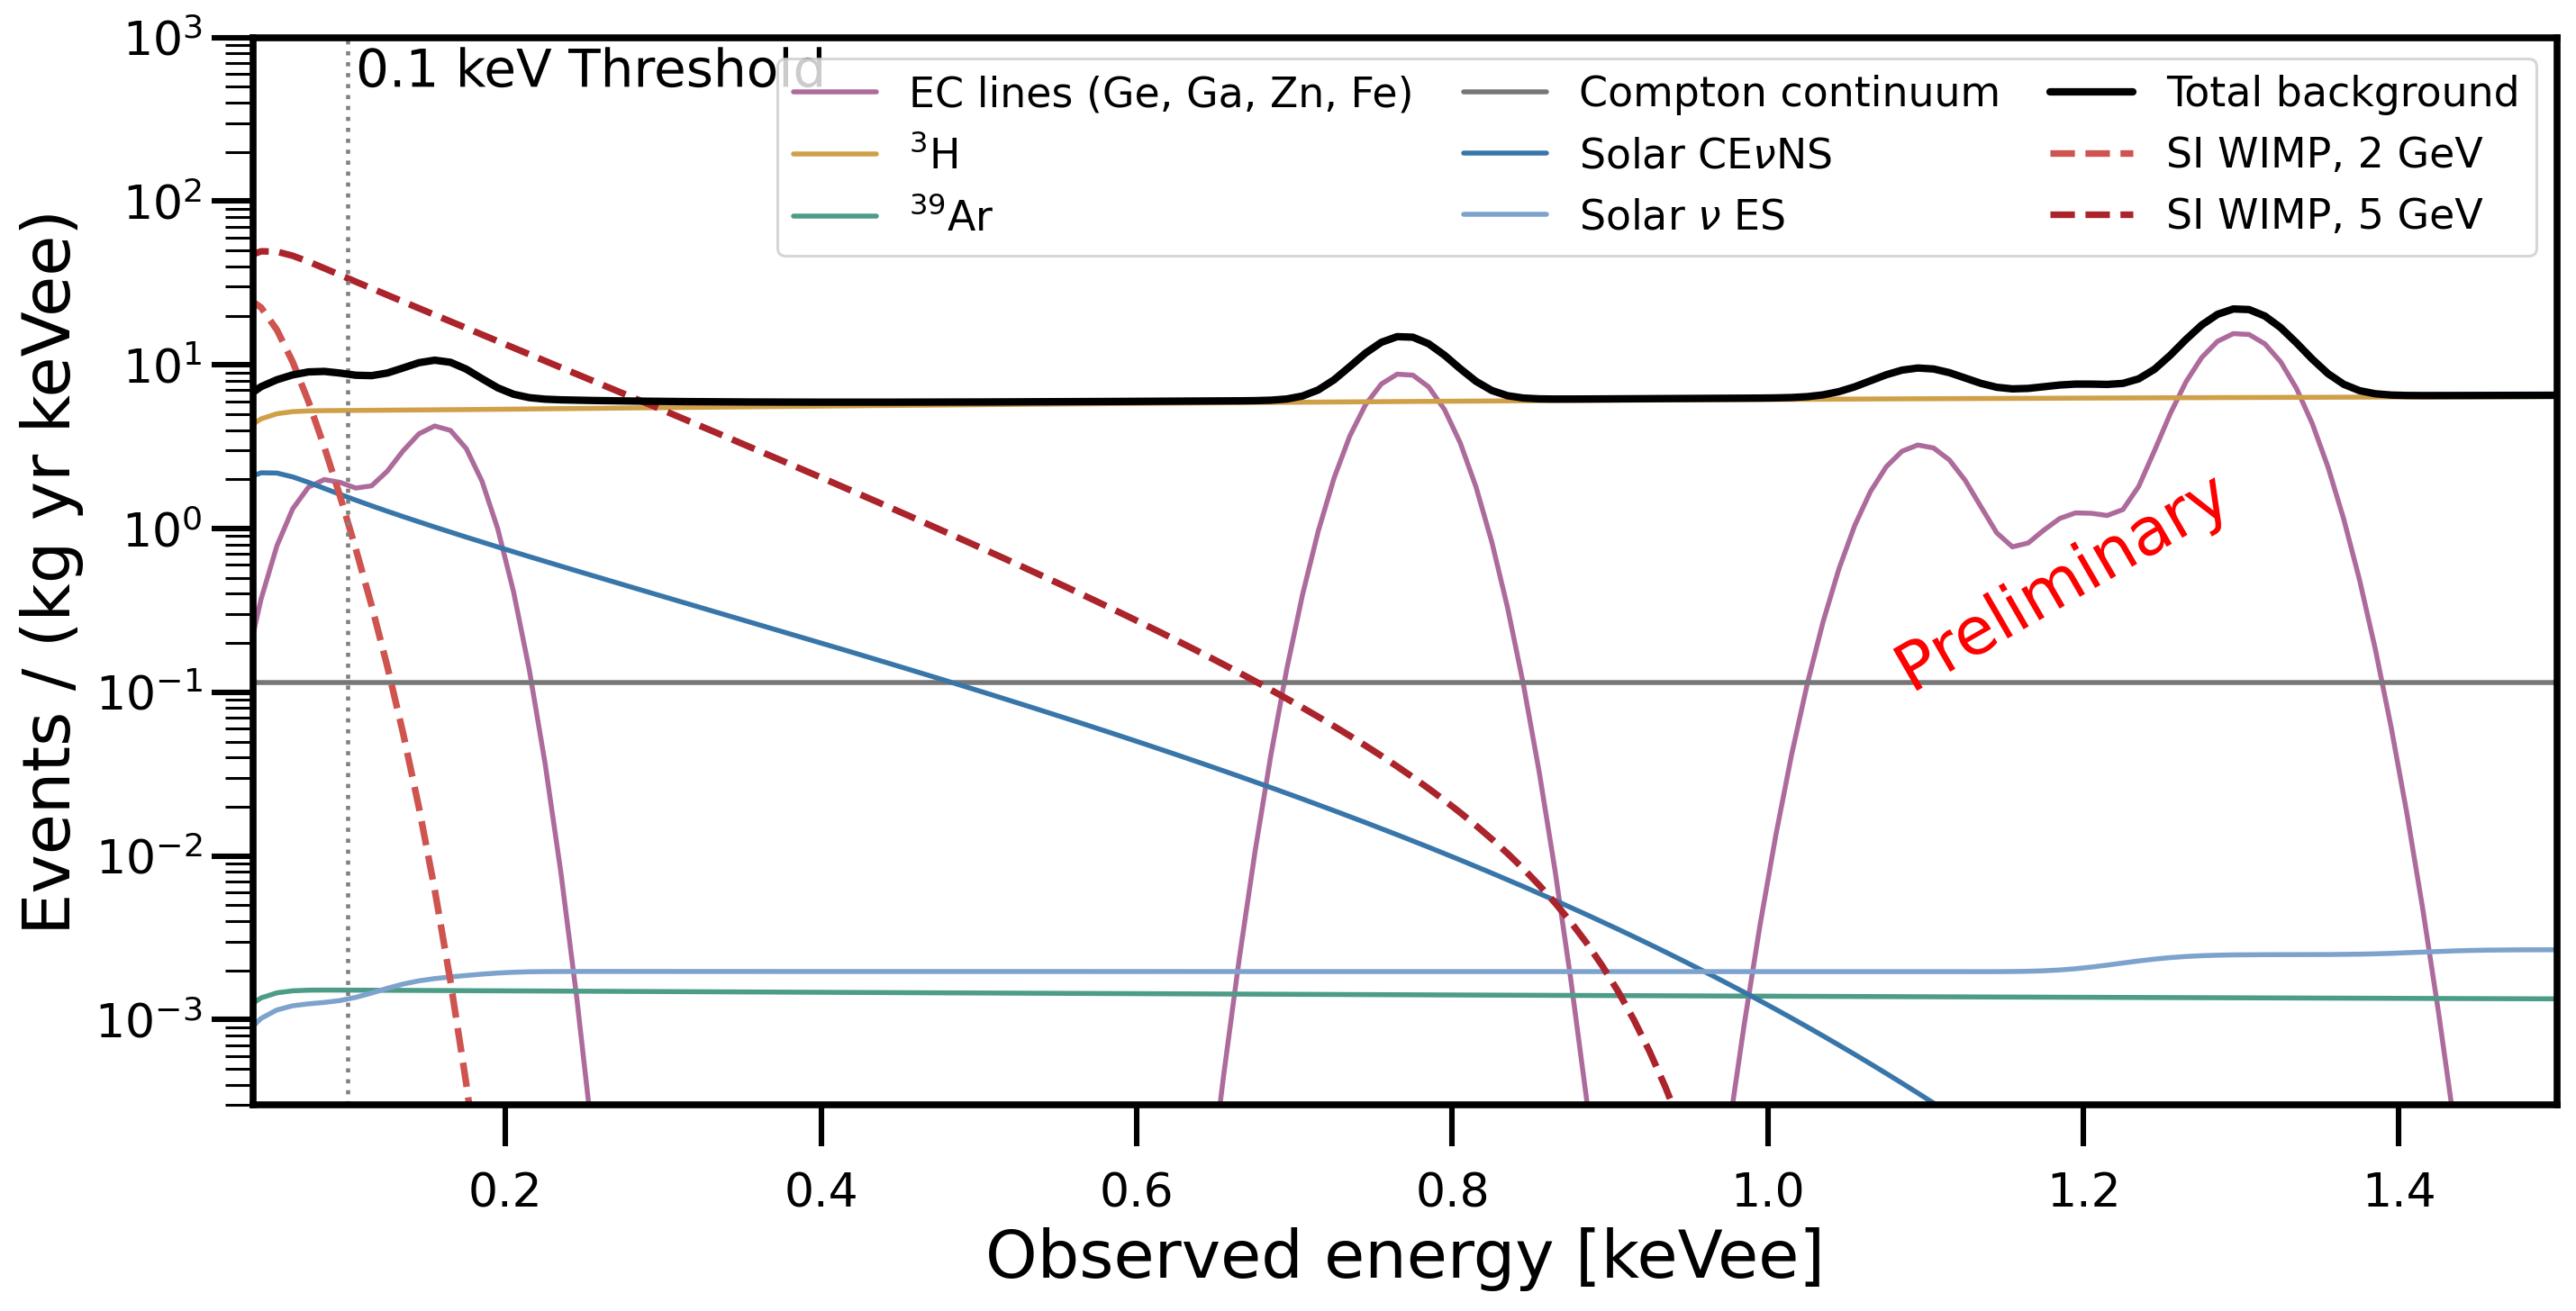 10³
10²
10¹
10⁰
10⁻¹
10⁻²
10⁻³
Events / (kg yr keVee)
0.1 keV Threshold
EC lines (Ge, Ga, Zn, Fe)
³H
³⁹Ar
Compton continuum
Solar CEνNS
Solar ν ES
Total background
SI WIMP, 2 GeV
SI WIMP, 5 GeV
Preliminary
0.2 0.4 0.6 0.8 1.0 1.2 1.4
Observed energy [keVee]